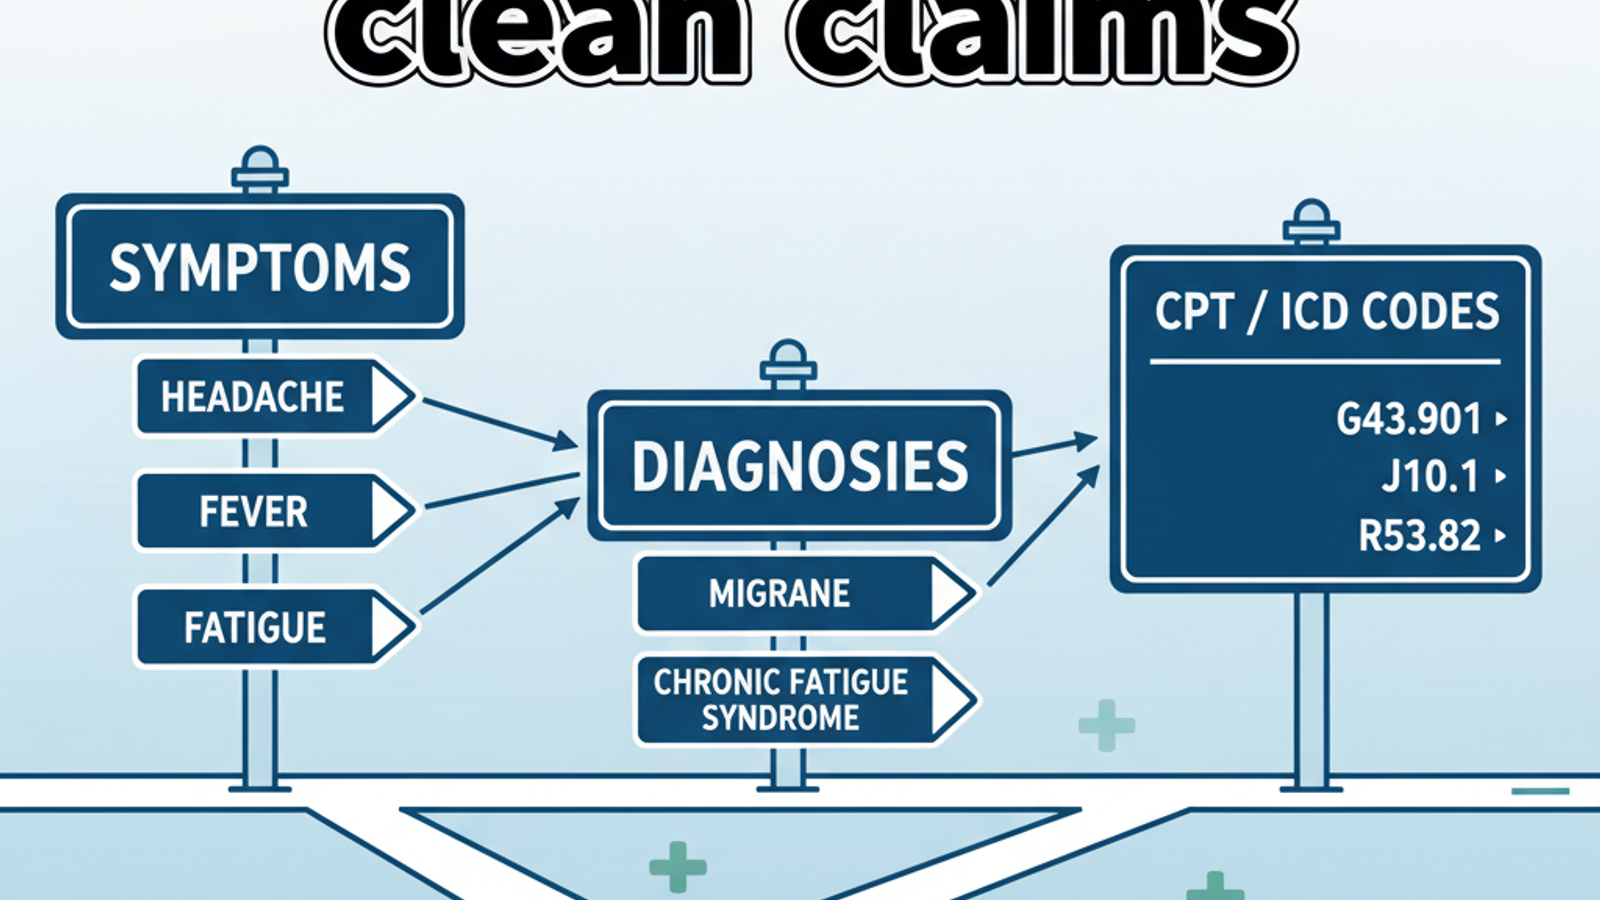 clean claims
SYMPTOMS
HEADACHE
FEVER
FATIGUE
DIAGNOSIES
MIGRANE
CHRONIC FATIGUE
SYNDROME
CPT / ICD CODES
G43.901
J10.1
R53.82